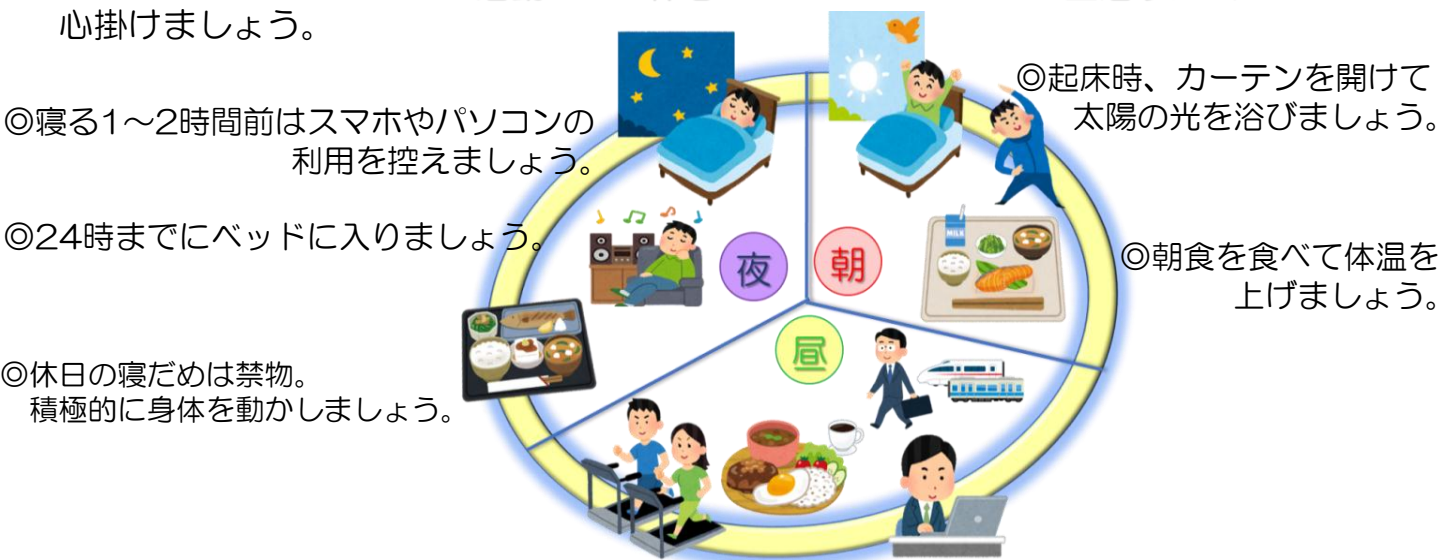 心掛けましょう。
◎寝る1～2時間前はスマホやパソコンの
利用を控えましょう。
◎24時までにベッドに入りましょう。
◎休日の寝だめは禁物。
積極的に身体を動かしましょう。
◎起床時、カーテンを開けて
太陽の光を浴びましょう。
◎朝食を食べて体温を
上げましょう。
夜
朝
昼
MILK